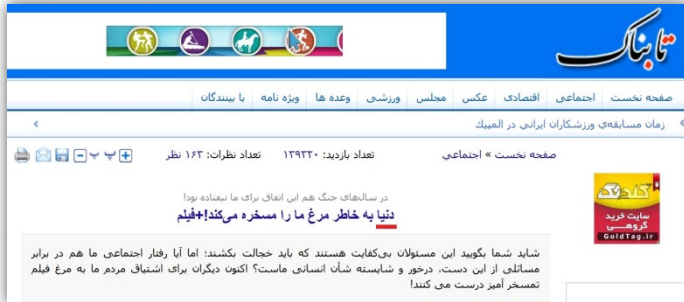 تابناک
صفحه نخست اجتماعی اقتصادی عکس مجلس ورزشی وعده ها ویژه نامه با بینندگان
زمان مسابقه‌ي ورزشكاران ايراني در المپيك
صفحه نخست » اجتماعی
تعداد بازدید: ۱۳۹۳۲۰ تعداد نظرات: ۱۶۳ نظر
ب ب
در سال‌های جنگ هم این اتفاق برای ما نیفتاده بود!
دنیا به خاطر مرغ ما را مسخره می‌کند!+فیلم
شاید شما بگویید این مسئولان بی‌کفایت هستند که باید خجالت بکشند؛ اما آیا رفتار اجتماعی ما هم در برابر
مسائلی از این دست، درخور و شایسته شأن انسانی ماست؟ اکنون دیگران برای اشتیاق مردم ما به مرغ فیلم
تمسخر آمیز درست می کنند!
گلدتگ
سایت خرید
گروهــی
GoldTag.ir